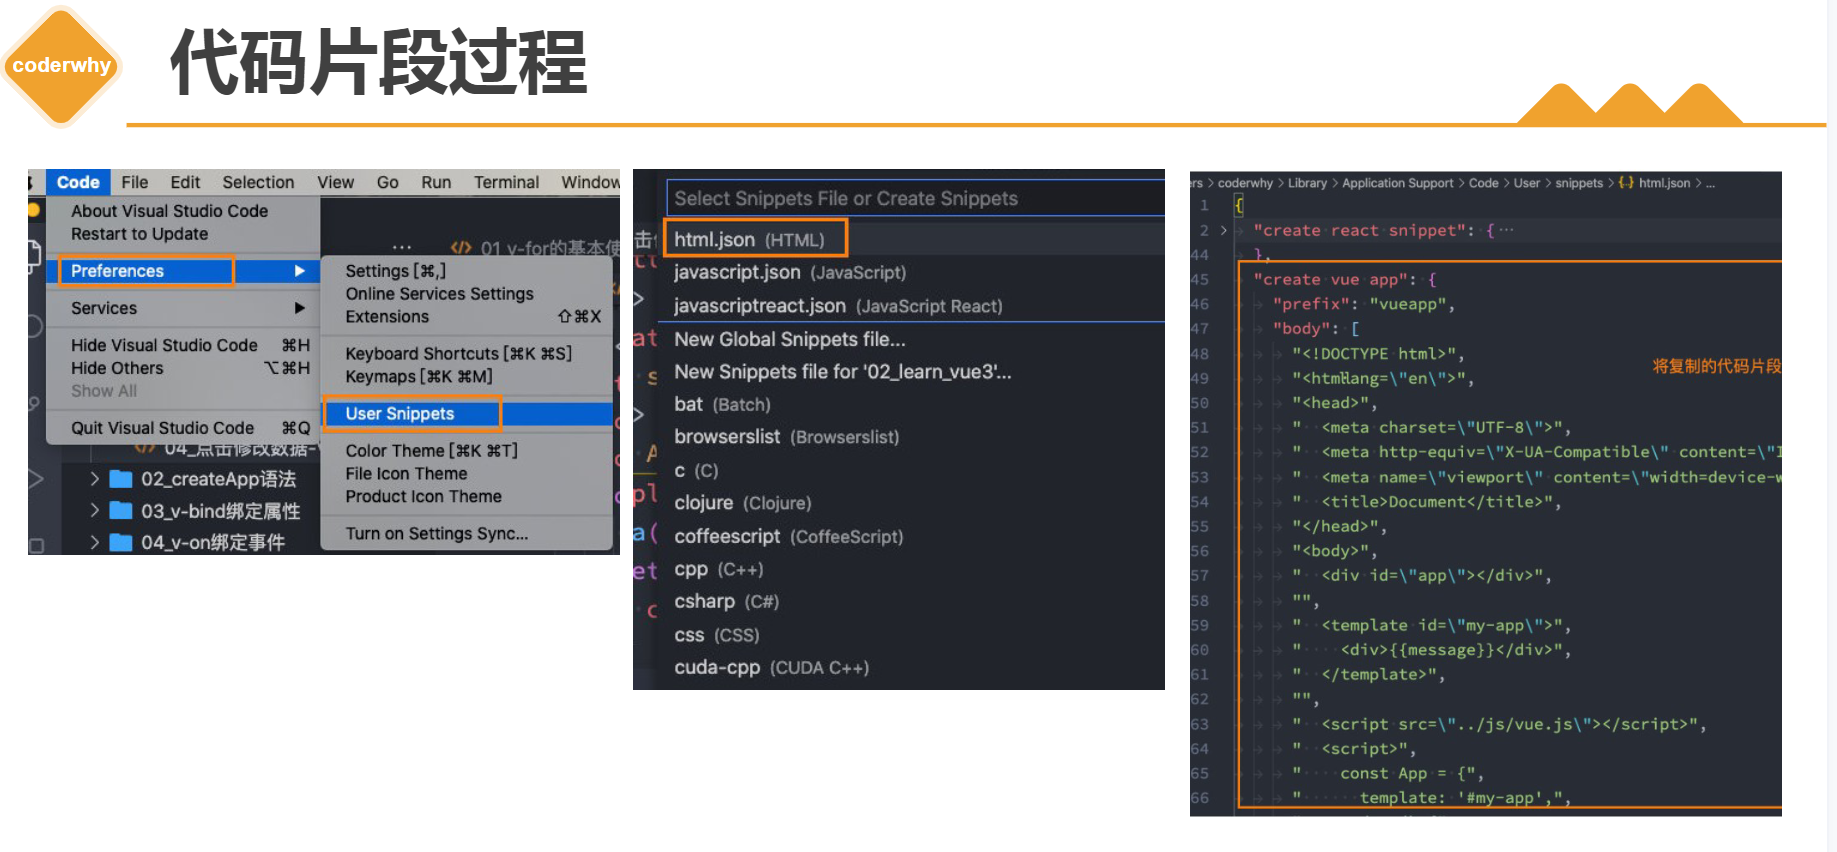 coderwhy
代码片段过程
Code File Edit Selection View Go Run Terminal Window
About Visual Studio Code
Restart to Update
Preferences
Services
Hide Visual Studio Code ⌘H
Hide Others ⌥⌘H
Show All
Quit Visual Studio Code ⌘Q
01 v-for的基本使
Settings [⌘,]
Online Services Settings
Extensions ⇧⌘X
Keyboard Shortcuts [⌘K ⌘S]
Keymaps [⌘K ⌘M]
User Snippets
Color Theme [⌘K ⌘T]
File Icon Theme
Product Icon Theme
Turn on Settings Sync...
04_点击修改数据-
02_createApp语法
03_v-bind绑定属性
04_v-on绑定事件
Select Snippets File or Create Snippets
html.json (HTML)
javascript.json (JavaScript)
javascriptreact.json (JavaScript React)
New Global Snippets file...
New Snippets file for '02_learn_vue3'...
bat (Batch)
browserslist (Browserslist)
c (C)
clojure (Clojure)
coffeescript (CoffeeScript)
cpp (C++)
csharp (C#)
css (CSS)
cuda-cpp (CUDA C++)
ers > coderwhy > Library > Application Support > Code > User > snippets > {} html.json > ...
1 {
2 > "create react snippet": { ...
44 },
45 "create vue app": {
46 "prefix": "vueapp",
47 "body": [
48 "<!DOCTYPE html>",
49 "<html lang=\"en\">",
将复制的代码片段
50 "<head>",
51 " <meta charset=\"UTF-8\">",
52 " <meta http-equiv=\"X-UA-Compatible\" content=\"I
53 " <meta name=\"viewport\" content=\"width=device-w
54 " <title>Document</title>",
55 "</head>",
56 "<body>",
57 " <div id=\"app\"></div>",
58 "",
59 " <template id=\"my-app\">",
60 " <div>{{message}}</div>",
61 " </template>",
62 "",
63 " <script src=\"../js/vue.js\"></script>",
64 " <script>",
65 " const App = {",
66 " template: '#my-app',",